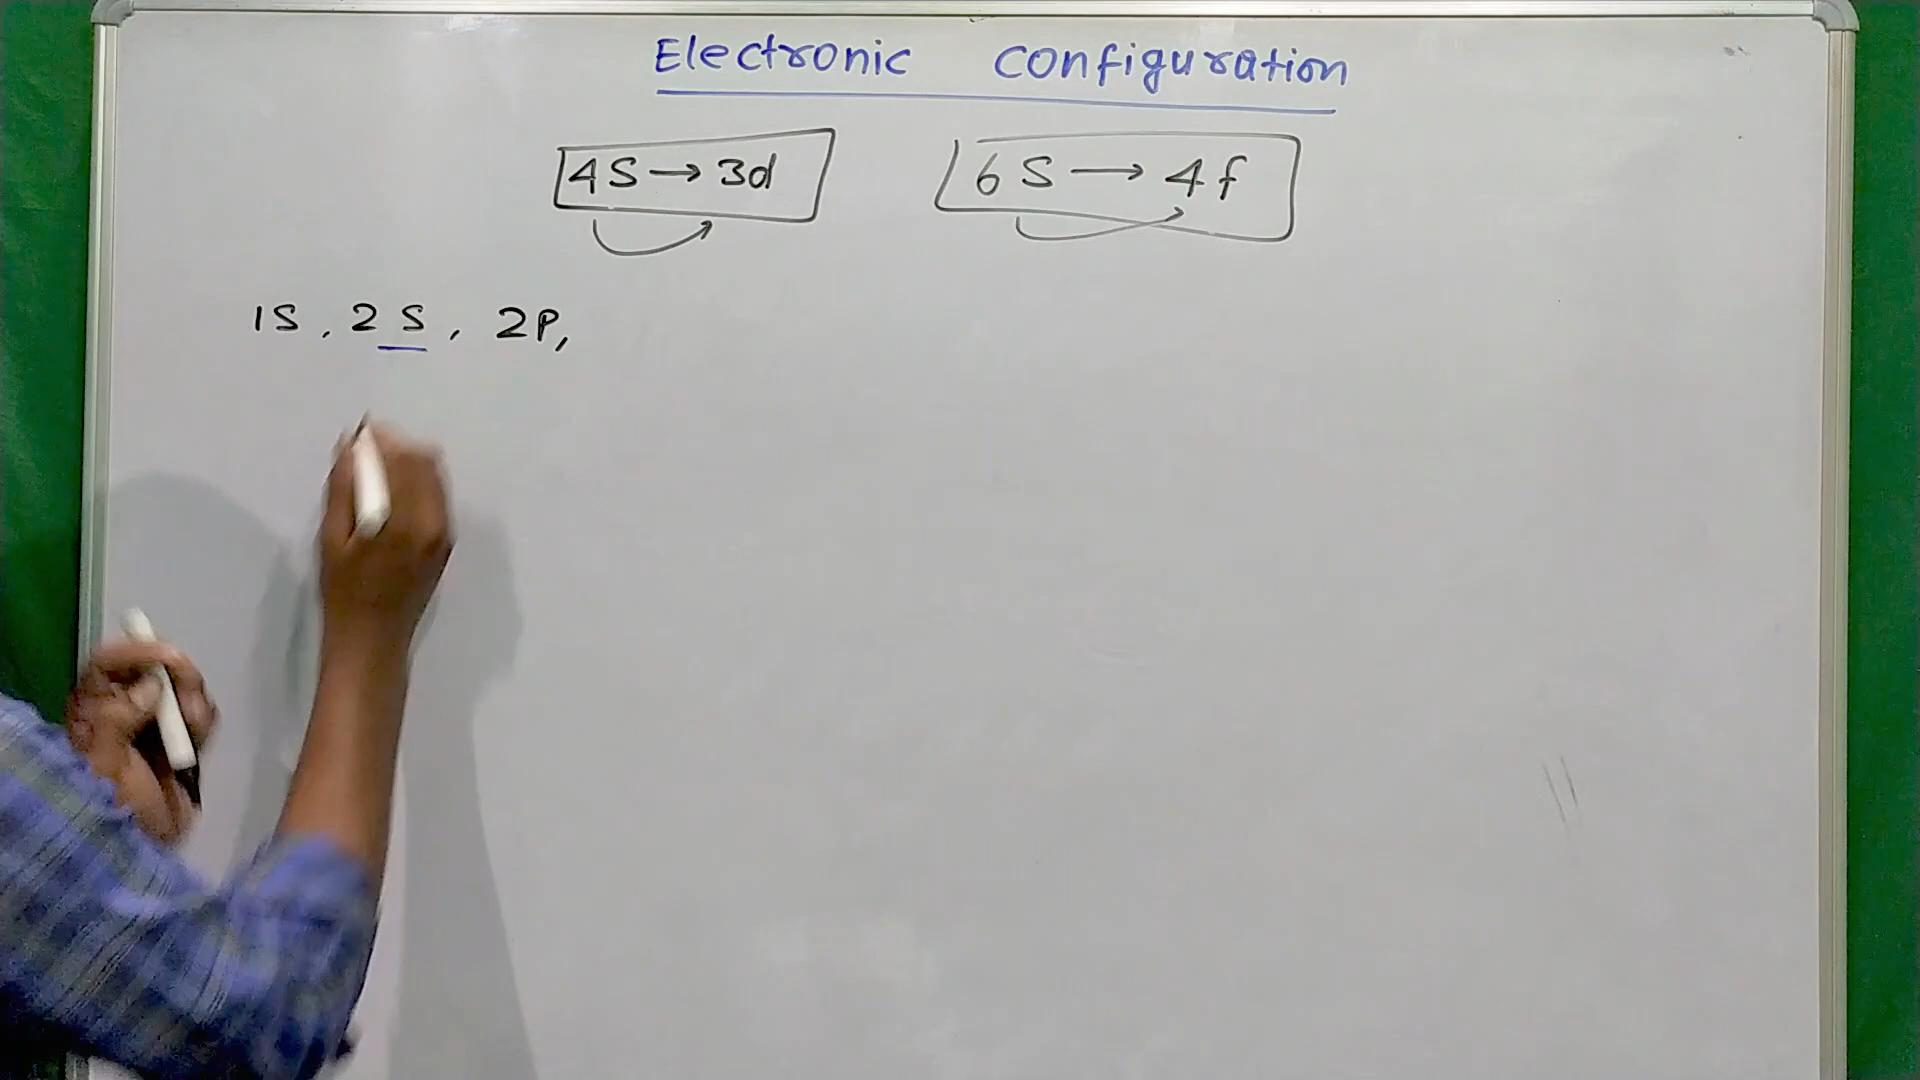 Electronic Configuration
4S → 3d 6S → 4f
1S, 2S, 2P,